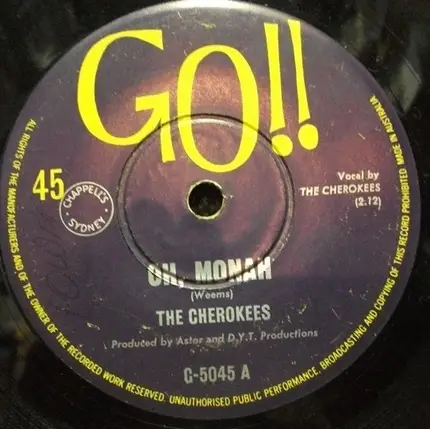 GO!!
45
CHAPPELL'S
SYDNEY
Vocal by
THE CHEROKEES
(2.12)
OH, MONAH
(Weems)
THE CHEROKEES
Produced by Astor and D.Y.T. Productions
G-5045 A
ALL RIGHTS OF THE MANUFACTURERS AND OF THE OWNER OF THE RECORDED WORK RESERVED. UNAUTHORISED PUBLIC PERFORMANCE, BROADCASTING AND COPYING OF THIS RECORD PROHIBITED. MADE IN AUSTRALIA.